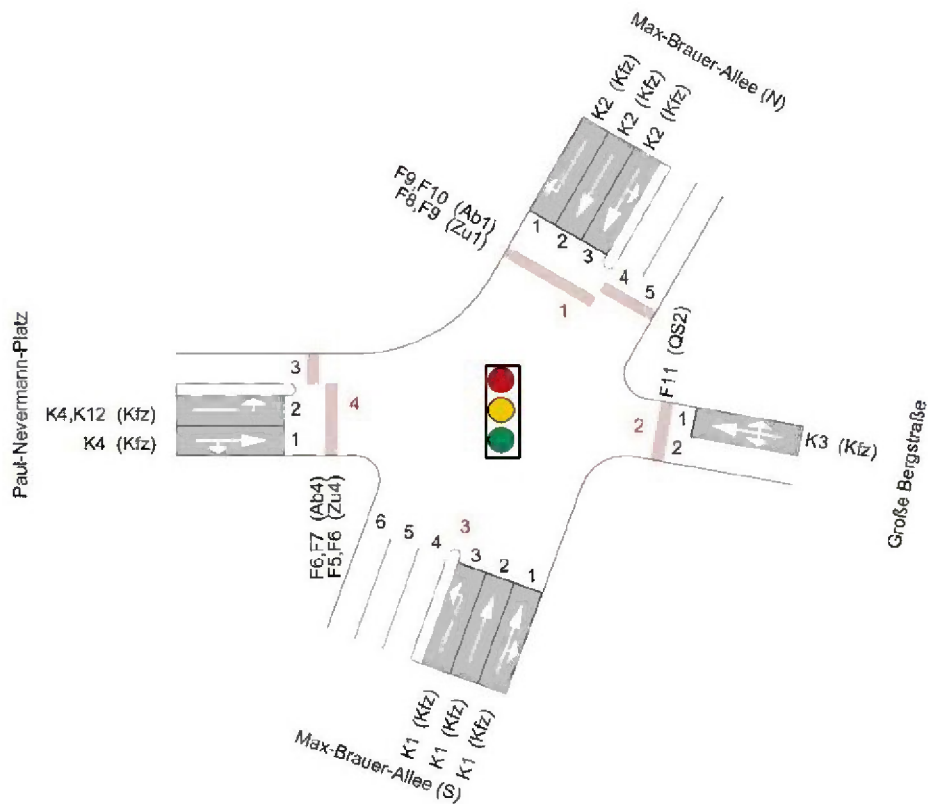 Max-Brauer-Allee (N)
K2 (Kfz)
K2 (Kfz)
K2 (Kfz)
F9,F10 (Ab1)
F8,F9 (Zu1)
1
2
3
4
5
1
F11 (QS2)
Paul-Nevermann-Platz
3
K4,K12 (Kfz)
2
4
K4 (Kfz)
1
2
1
2
K3 (Kfz)
Große Bergstraße
F6,F7 (Ab4)
F5,F6 (Zu4)
6
5
4
3
3
2
1
K1 (Kfz)
K1 (Kfz)
K1 (Kfz)
Max-Brauer-Allee (S)